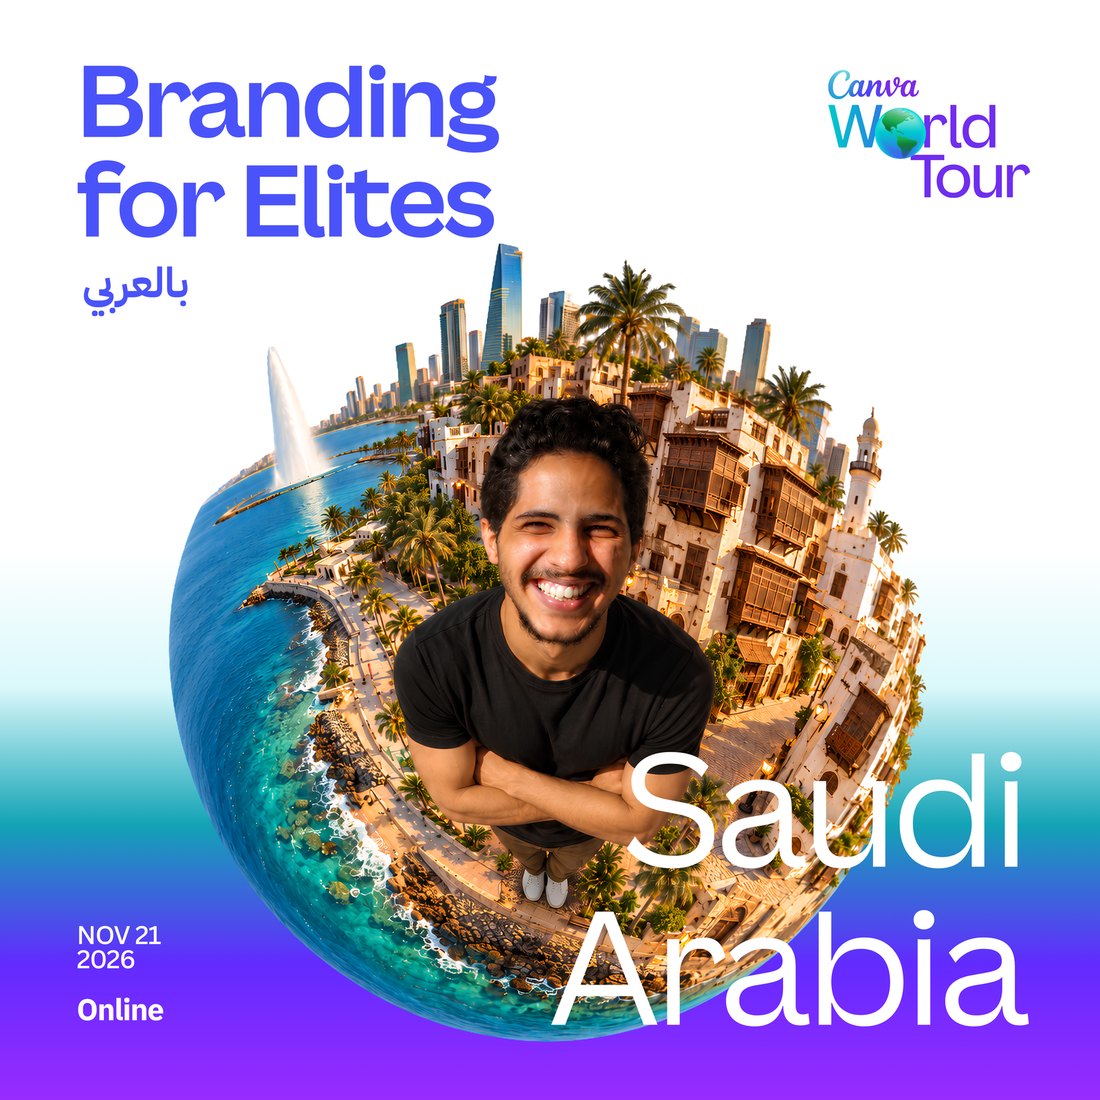 Branding
for Elites
بالعربي
Canva
World
Tour
Saudi
Arabia
NOV 21
2026
Online